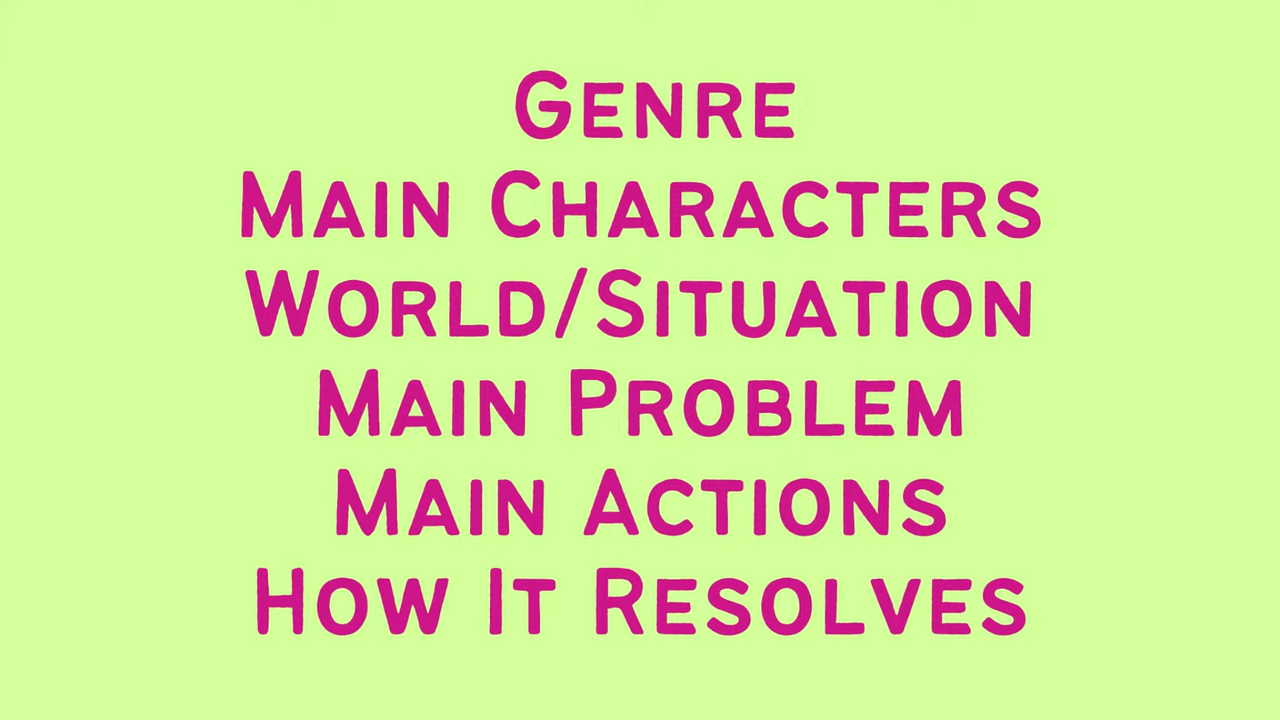 Genre
Main Characters
World/Situation
Main Problem
Main Actions
How It Resolves